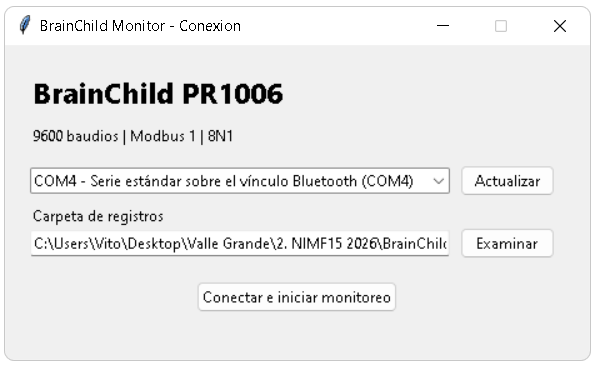 BrainChild Monitor - Conexion
BrainChild PR1006
9600 baudios | Modbus 1 | 8N1
COM4 - Serie estándar sobre el vínculo Bluetooth (COM4)
Actualizar
Carpeta de registros
C:\Users\Vito\Desktop\Valle Grande\2. NIMF15 2026\BrainChild
Examinar
Conectar e iniciar monitoreo